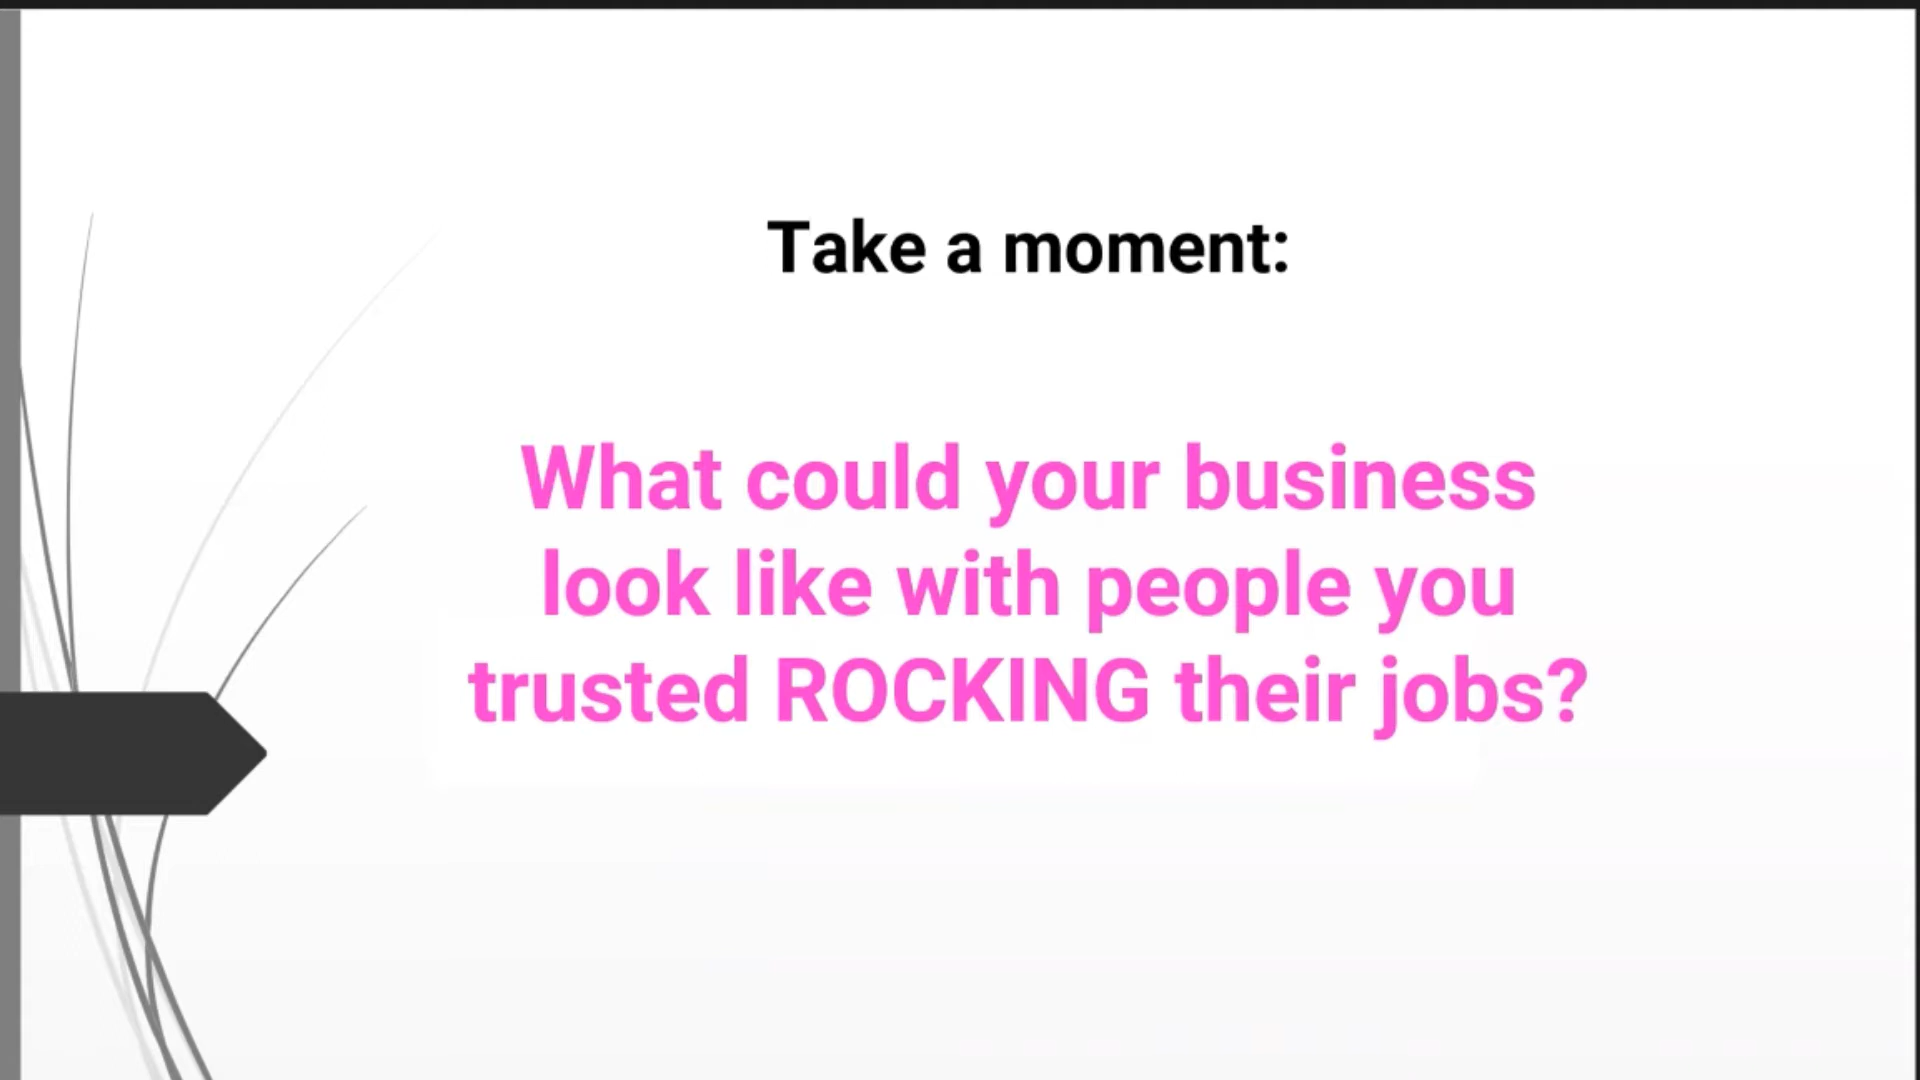 Take a moment:
What could your business
look like with people you
trusted ROCKING their jobs?